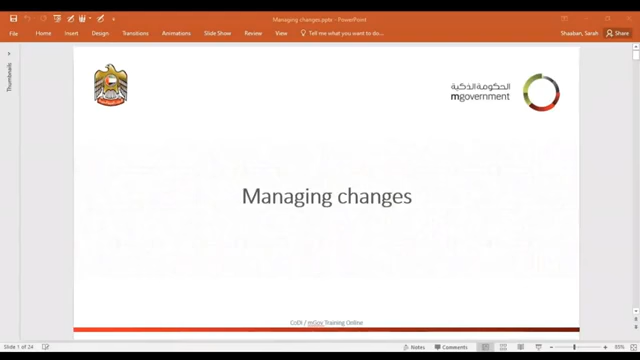 Managing changes.pptx - PowerPoint
File Home Insert Design Transitions Animations Slide Show Review View Tell me what you want to do... Shaaban, Sarah Share
Thumbnails
الحكومة الذكية
mgovernment
Managing changes
CoDI / mGov Training Online
Slide 1 of 24 Notes Comments 85%